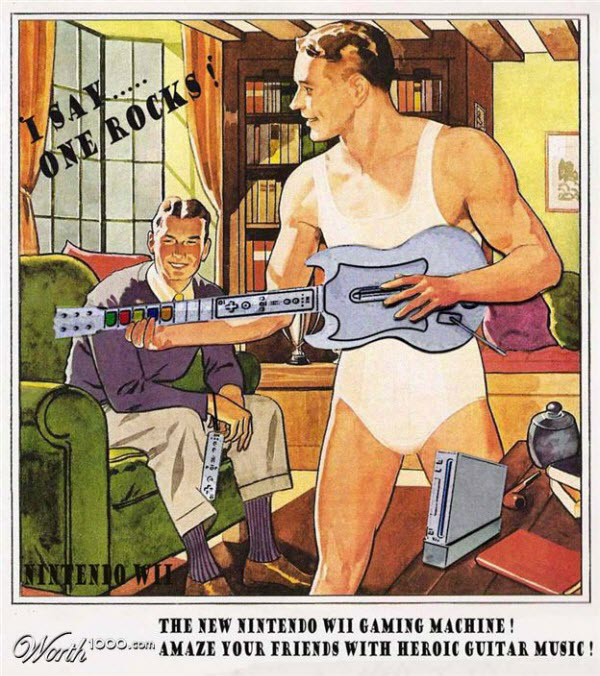 I SAY.....
ONE ROCKS!
NINTENDO WII
THE NEW NINTENDO WII GAMING MACHINE!
Worth1000.com
AMAZE YOUR FRIENDS WITH HEROIC GUITAR MUSIC!